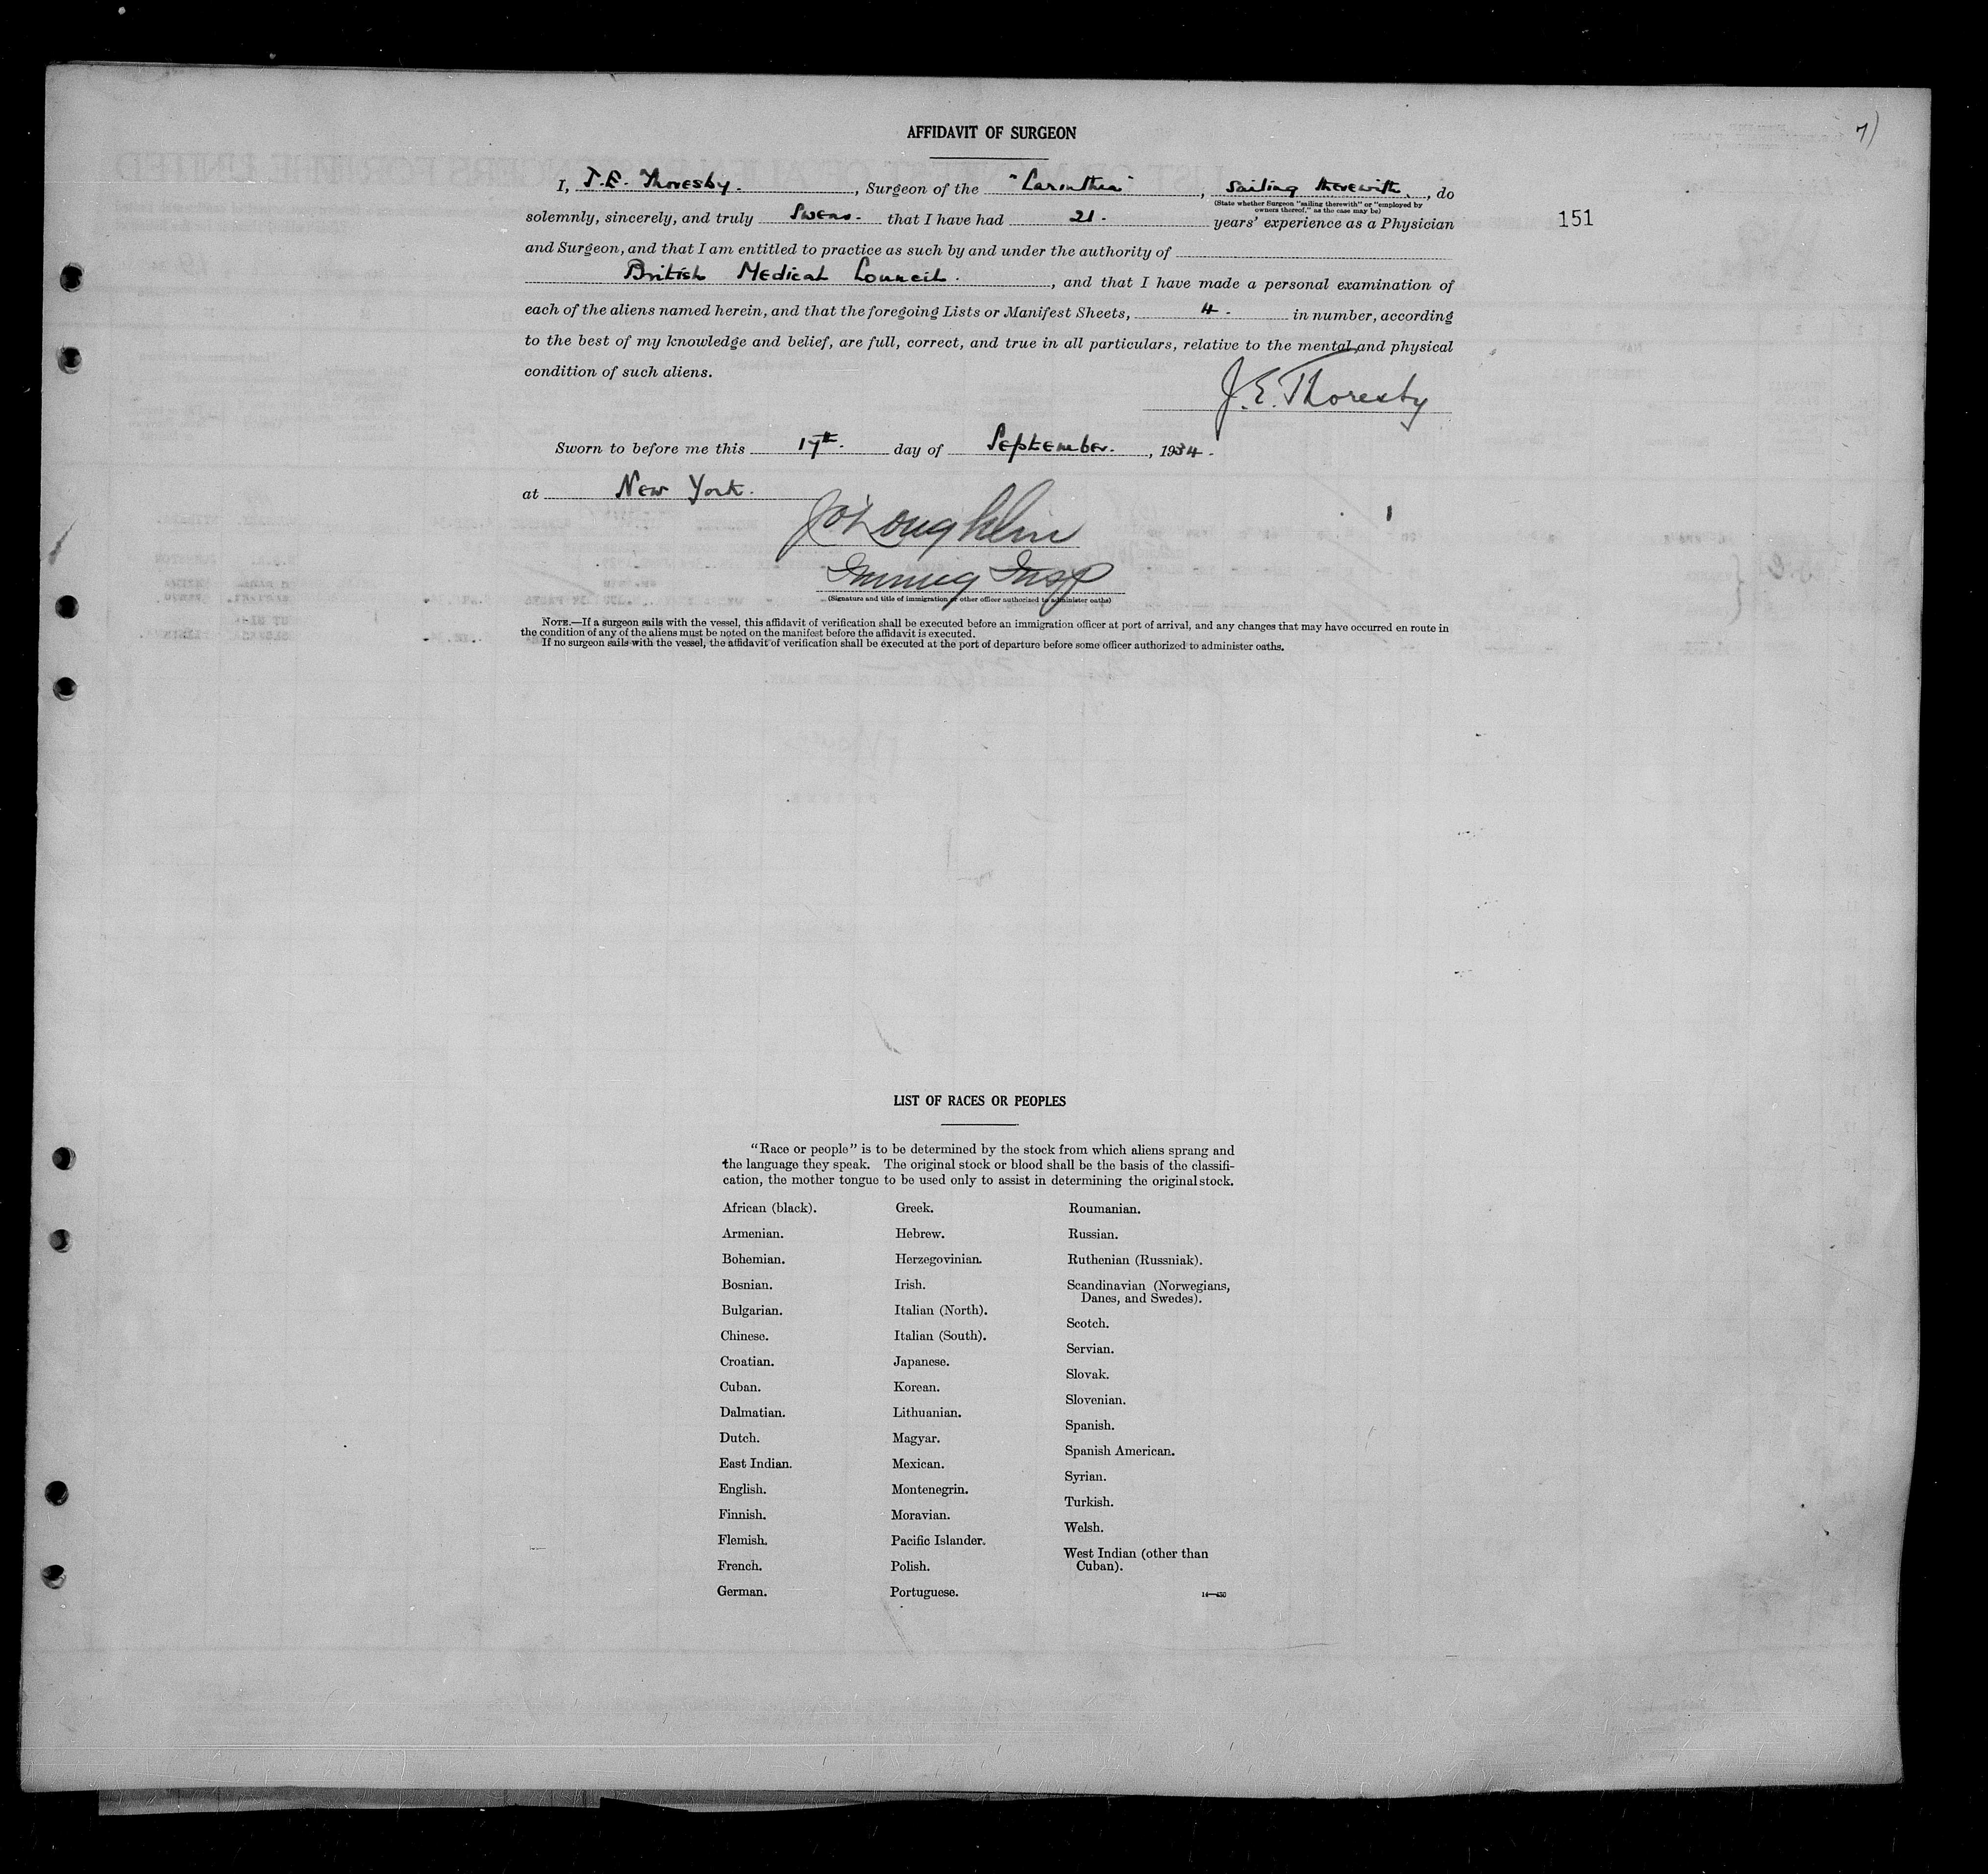 7)
AFFIDAVIT OF SURGEON
I, J.E. Thoresby. , Surgeon of the "Carinthia" , sailing therewith. , do
(State whether Surgeon "sailing therewith" or "employed by
owners thereof," as the case may be)
solemnly, sincerely, and truly swear. that I have had 21. years' experience as a Physician
151
and Surgeon, and that I am entitled to practice as such by and under the authority of
British Medical Council. , and that I have made a personal examination of
each of the aliens named herein, and that the foregoing Lists or Manifest Sheets, 4. in number, according
to the best of my knowledge and belief, are full, correct, and true in all particulars, relative to the mental and physical
condition of such aliens.
J.E. Thoresby
Sworn to before me this 17th. day of September. , 1934.
at New York.
J O'Loughlin
Immig Insp
(Signature and title of immigration or other officer authorized to administer oaths)
NOTE.—If a surgeon sails with the vessel, this affidavit of verification shall be executed before an immigration officer at port of arrival, and any changes that may have occurred en route in
the condition of any of the aliens must be noted on the manifest before the affidavit is executed.
If no surgeon sails with the vessel, the affidavit of verification shall be executed at the port of departure before some officer authorized to administer oaths.
LIST OF RACES OR PEOPLES
"Race or people" is to be determined by the stock from which aliens sprang and
the language they speak. The original stock or blood shall be the basis of the classifi-
cation, the mother tongue to be used only to assist in determining the original stock.
African (black).
Armenian.
Bohemian.
Bosnian.
Bulgarian.
Chinese.
Croatian.
Cuban.
Dalmatian.
Dutch.
East Indian.
English.
Finnish.
Flemish.
French.
German.
Greek.
Hebrew.
Herzegovinian.
Irish.
Italian (North).
Italian (South).
Japanese.
Korean.
Lithuanian.
Magyar.
Mexican.
Montenegrin.
Moravian.
Pacific Islander.
Polish.
Portuguese.
Roumanian.
Russian.
Ruthenian (Russniak).
Scandinavian (Norwegians,
Danes, and Swedes).
Scotch.
Servian.
Slovak.
Slovenian.
Spanish.
Spanish American.
Syrian.
Turkish.
Welsh.
West Indian (other than
Cuban).